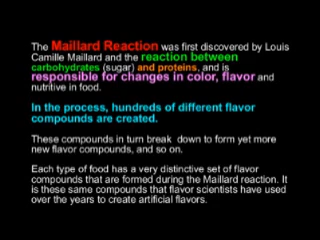 The Maillard Reaction was first discovered by Louis
Camille Maillard and the reaction between
carbohydrates (sugar) and proteins, and is
responsible for changes in color, flavor and
nutritive in food.
In the process, hundreds of different flavor
compounds are created.
These compounds in turn break down to form yet more
new flavor compounds, and so on.
Each type of food has a very distinctive set of flavor
compounds that are formed during the Maillard reaction. It
is these same compounds that flavor scientists have used
over the years to create artificial flavors.